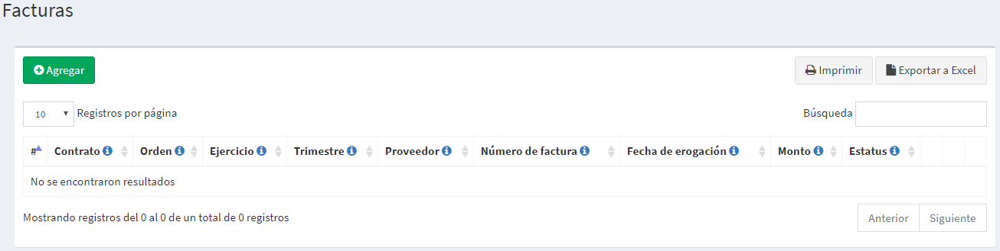 Facturas
Agregar
Imprimir
Exportar a Excel
10 Registros por página
Búsqueda
# Contrato Orden Ejercicio Trimestre Proveedor Número de factura Fecha de erogación Monto Estatus
No se encontraron resultados
Mostrando registros del 0 al 0 de un total de 0 registros
Anterior Siguiente